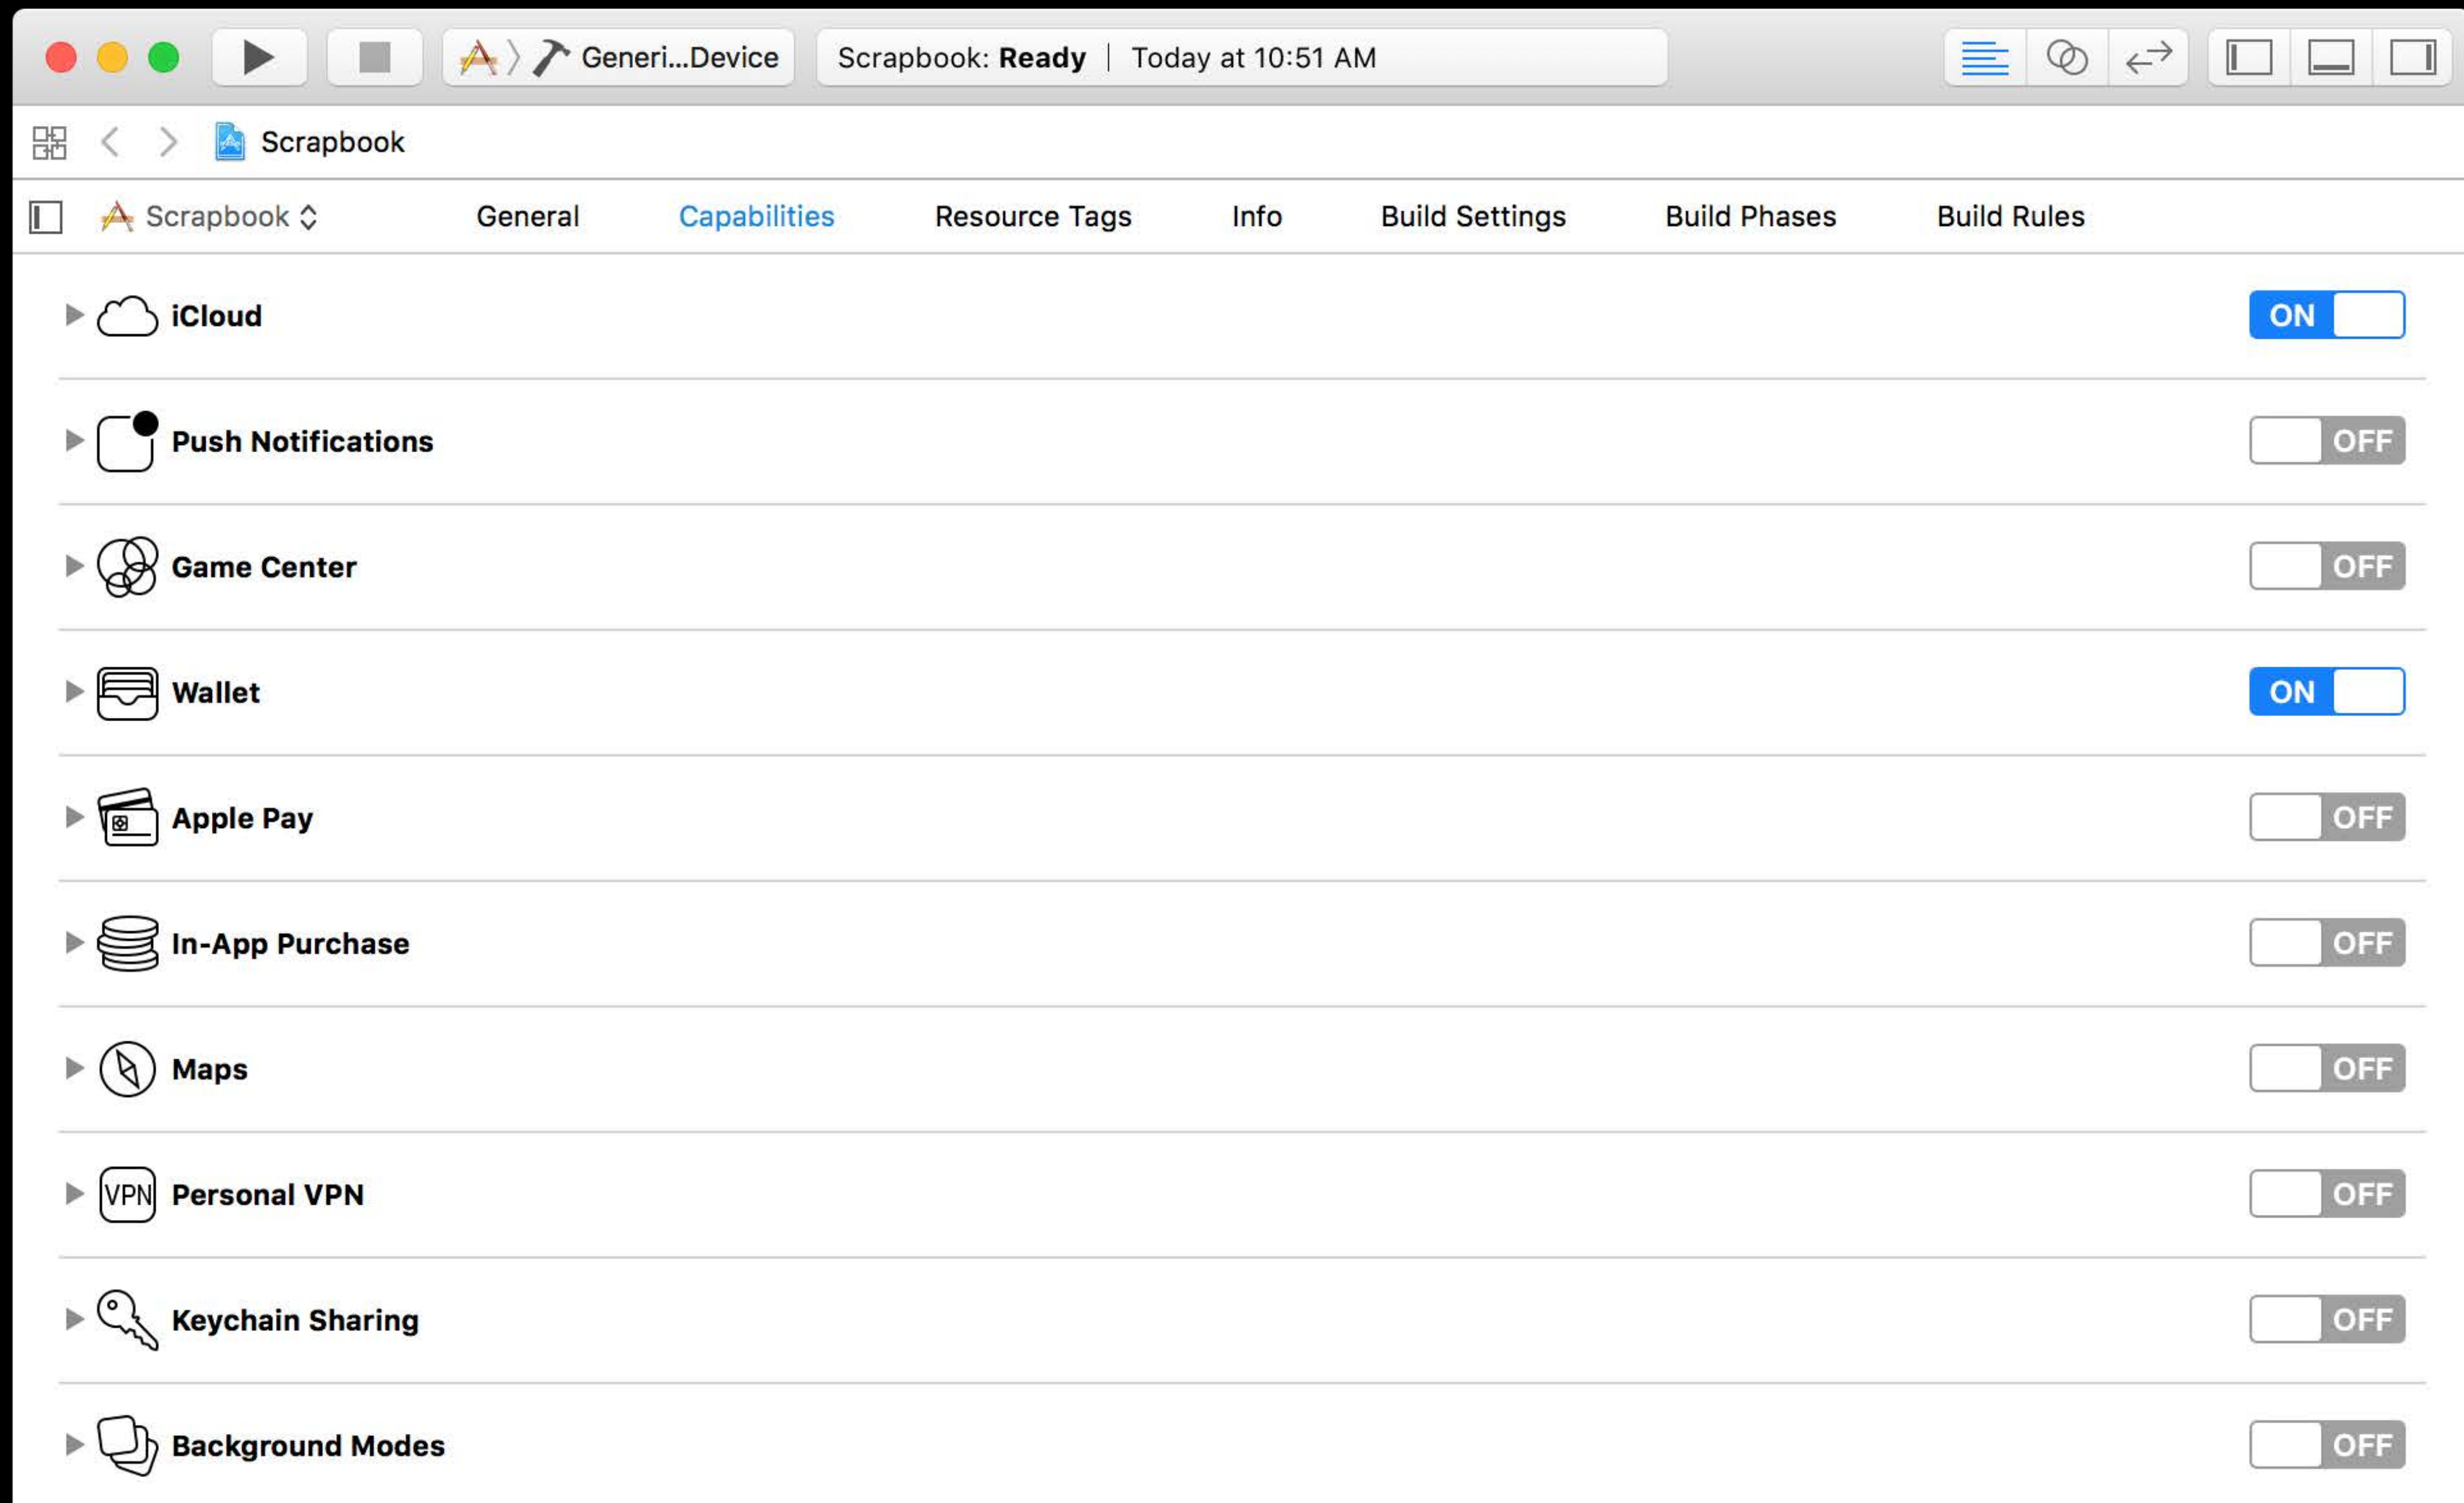 Generi...Device Scrapbook: Ready | Today at 10:51 AM
Scrapbook
Scrapbook General Capabilities Resource Tags Info Build Settings Build Phases Build Rules
iCloud ON
Push Notifications OFF
Game Center OFF
Wallet ON
Apple Pay OFF
In-App Purchase OFF
Maps OFF
VPN Personal VPN OFF
Keychain Sharing OFF
Background Modes OFF